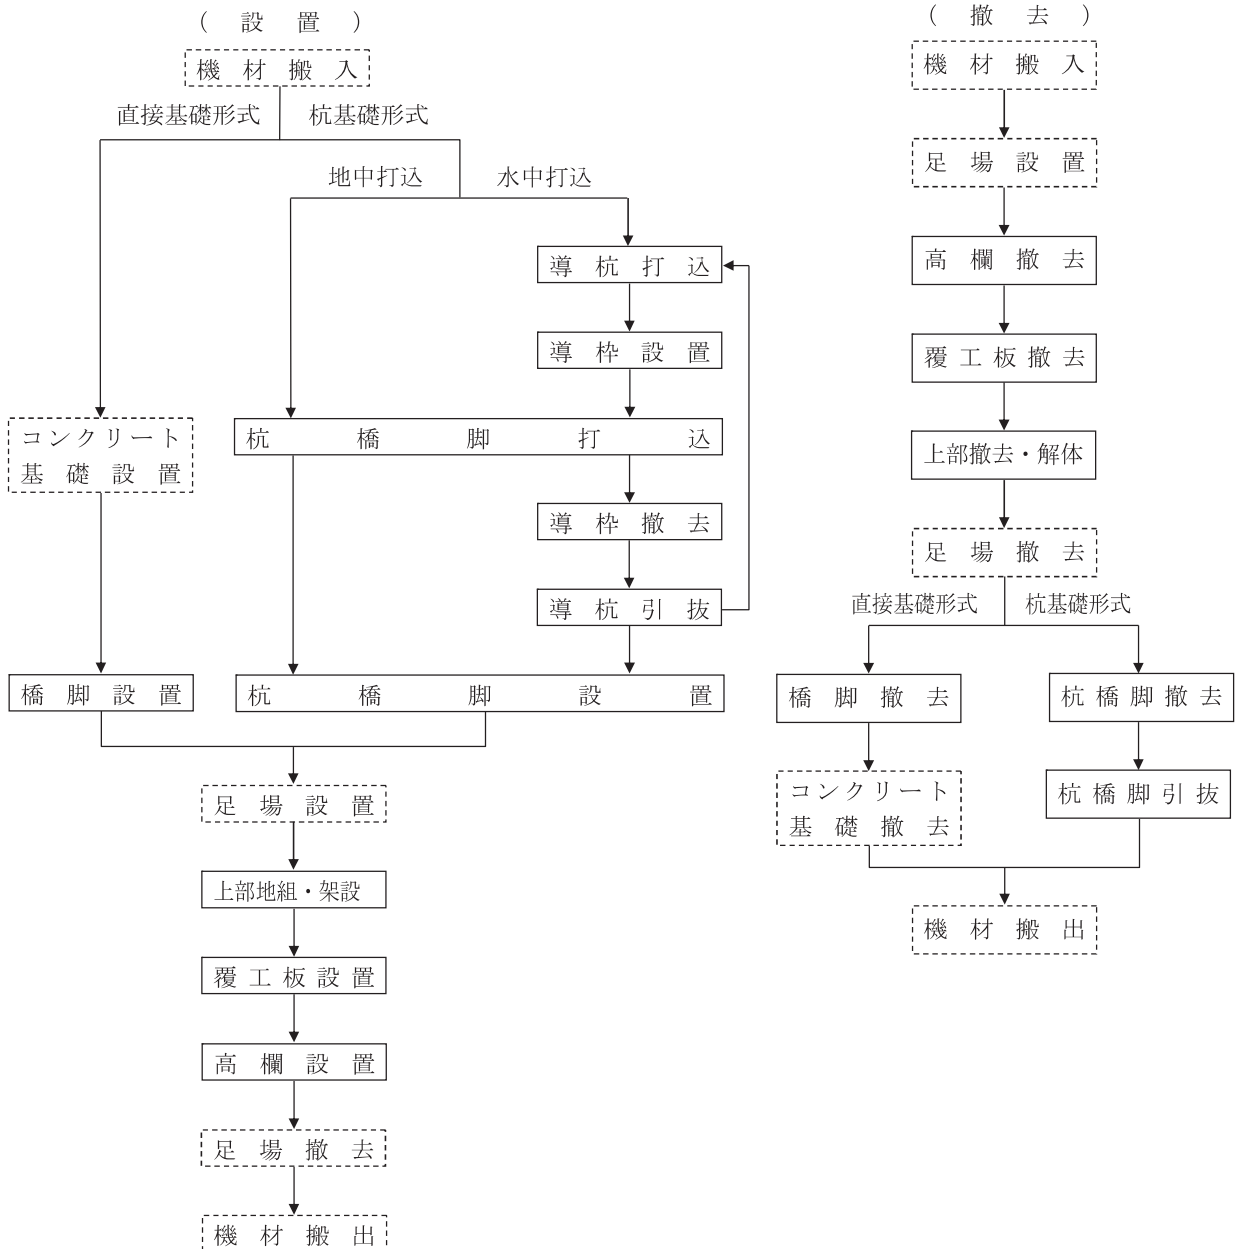 (設置)
機材搬入
直接基礎形式
杭基礎形式
地中打込
水中打込
導杭打込
導枠設置
コンクリート
基礎設置
杭橋脚打込
導枠撤去
導杭引抜
橋脚設置
杭橋脚設置
足場設置
上部地組・架設
覆工板設置
高欄設置
足場撤去
機材搬出
(撤去)
機材搬入
足場設置
高欄撤去
覆工板撤去
上部撤去・解体
足場撤去
直接基礎形式
杭基礎形式
橋脚撤去
杭橋脚撤去
コンクリート
基礎撤去
杭橋脚引抜
機材搬出